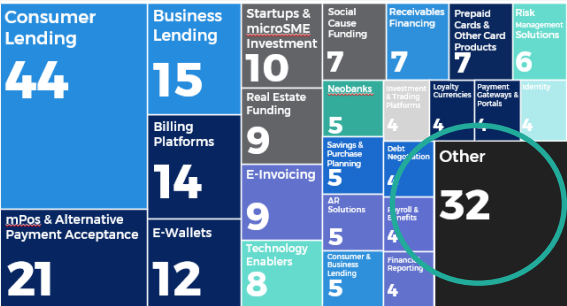 Consumer
Lending
44
mPos & Alternative
Payment Acceptance
21
Business
Lending
15
Billing
Platforms
14
E-Wallets
12
Startups &
microSME
Investment
10
Real Estate
Funding
9
E-Invoicing
9
Technology
Enablers
8
Social
Cause
Funding
7
Receivables
Financing
7
Prepaid
Cards &
Other Card
Products
7
Risk
Management
Solutions
6
Neobanks
5
Investment
& Trading
Platforms
4
Loyalty
Currencies
4
Payment
Gateways &
Portals
4
Identity
4
Savings &
Purchase
Planning
5
Debt
Negotiation
4
AR
Solutions
5
Payroll &
Benefits
4
Consumer &
Business
Lending
5
Financial
Reporting
4
Other
32